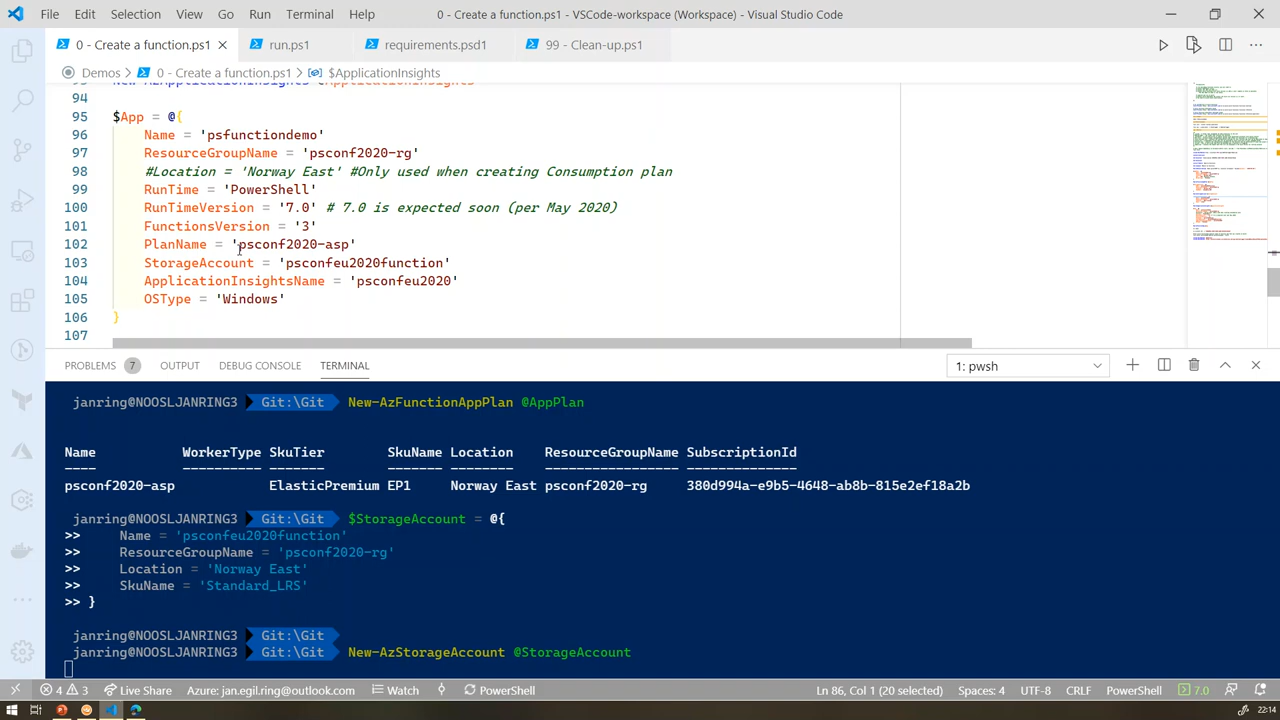 File Edit Selection View Go Run Terminal Help 0 - Create a function.ps1 - VSCode-workspace (Workspace) - Visual Studio Code
0 - Create a function.ps1 run.ps1 requirements.psd1 99 - Clean-up.ps1
Demos > 0 - Create a function.ps1 > $ApplicationInsights
94
95 $App = @{
96 Name = 'psfunctiondemo'
97 ResourceGroupName = 'psconf2020-rg'
98 #Location = 'Norway East' #Only used when creating Consumption plan
99 RunTime = 'PowerShell'
100 RunTimeVersion = '7.0' is expected summer May 2020)
101 FunctionsVersion = '3'
102 PlanName = 'psconf2020-asp'
103 StorageAccount = 'psconfeu2020function'
104 ApplicationInsightsName = 'psconfeu2020'
105 OSType = 'Windows'
106 }
107
PROBLEMS 7 OUTPUT DEBUG CONSOLE TERMINAL 1: pwsh
janring@NOOSLJANRING3 Git:\Git New-AzFunctionAppPlan @AppPlan
Name WorkerType SkuTier SkuName Location ResourceGroupName SubscriptionId
---- ---------- ------- ------- -------- ----------------- --------------
psconf2020-asp ElasticPremium EP1 Norway East psconf2020-rg 380d994a-e9b5-4648-ab8b-815e2ef18a2b
janring@NOOSLJANRING3 Git:\Git $StorageAccount = @{
>> Name = 'psconfeu2020function'
>> ResourceGroupName = 'psconf2020-rg'
>> Location = 'Norway East'
>> SkuName = 'Standard_LRS'
>> }
janring@NOOSLJANRING3 Git:\Git
janring@NOOSLJANRING3 Git:\Git New-AzStorageAccount @StorageAccount
4 3 Live Share Azure: jan.egil.ring@outlook.com Watch PowerShell Ln 86, Col 1 (20 selected) Spaces: 4 UTF-8 CRLF PowerShell 7.0
22:14